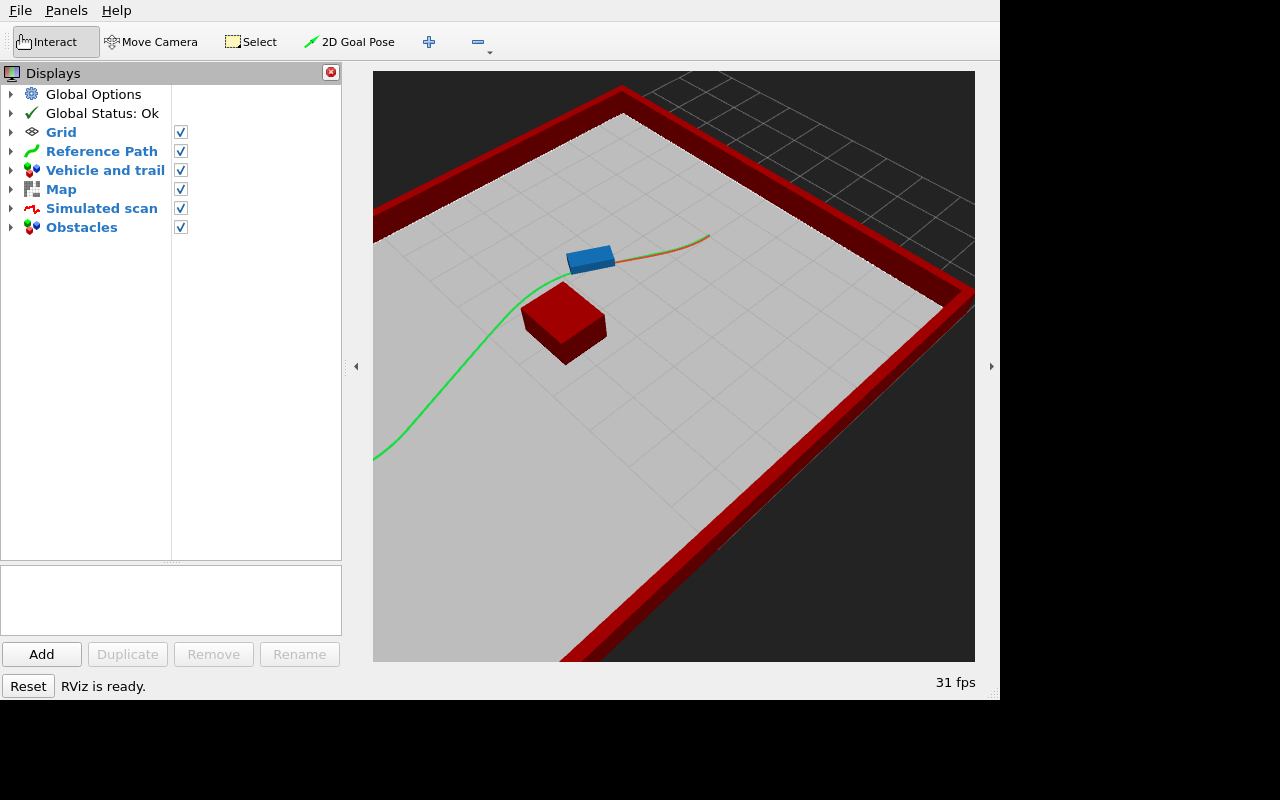 File Panels Help
Interact Move Camera Select 2D Goal Pose
Displays
Global Options
Global Status: Ok
Grid
Reference Path
Vehicle and trail
Map
Simulated scan
Obstacles
Add Duplicate Remove Rename
Reset RViz is ready. 31 fps